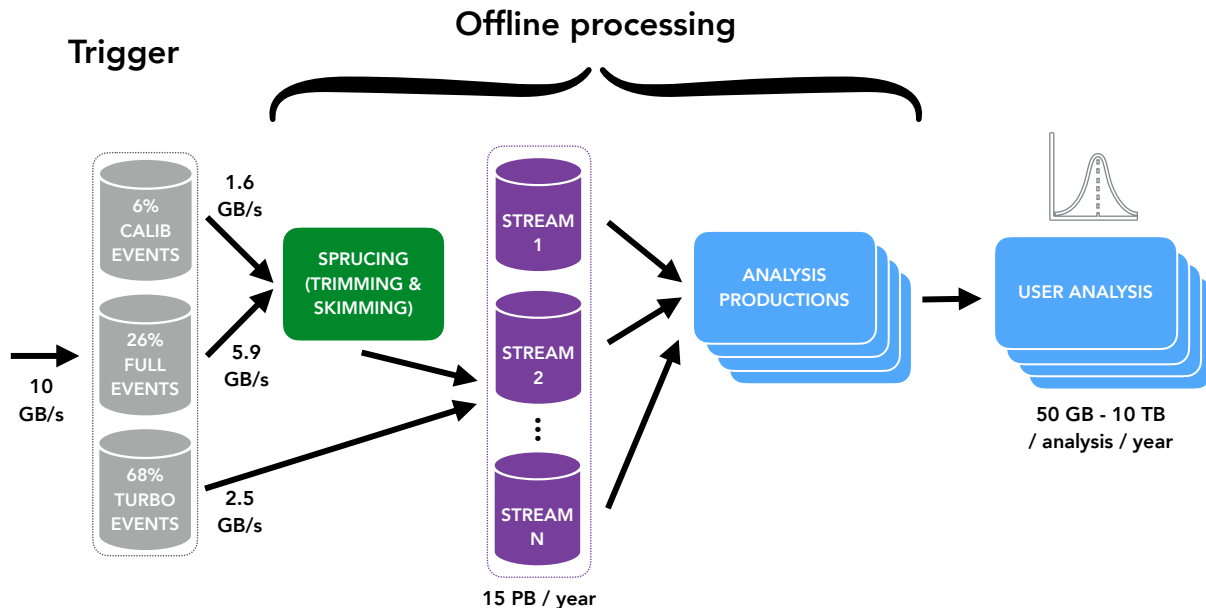 Offline processing
Trigger
6%
CALIB
EVENTS
1.6
GB/s
26%
FULL
EVENTS
5.9
GB/s
10
GB/s
68%
TURBO
EVENTS
2.5
GB/s
SPRUCING
(TRIMMING &
SKIMMING)
STREAM
1
STREAM
2
...
STREAM
N
15 PB / year
ANALYSIS
PRODUCTIONS
USER ANALYSIS
50 GB - 10 TB
/ analysis / year